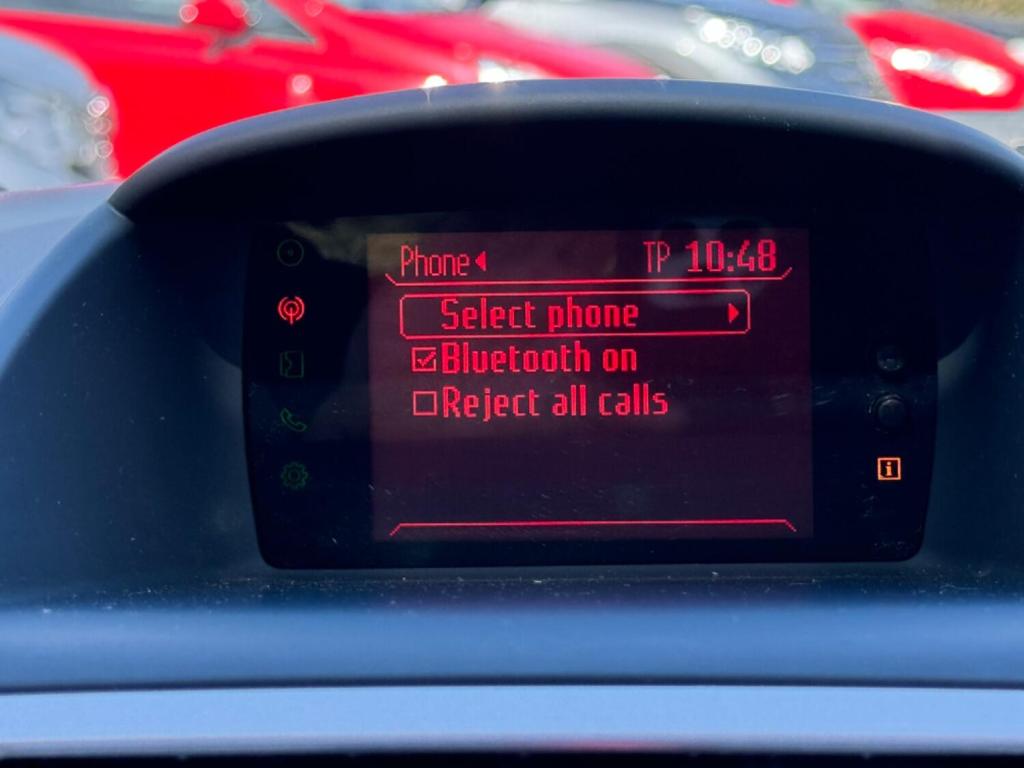 Phone
TP 10:48
Select phone
Bluetooth on
Reject all calls
i